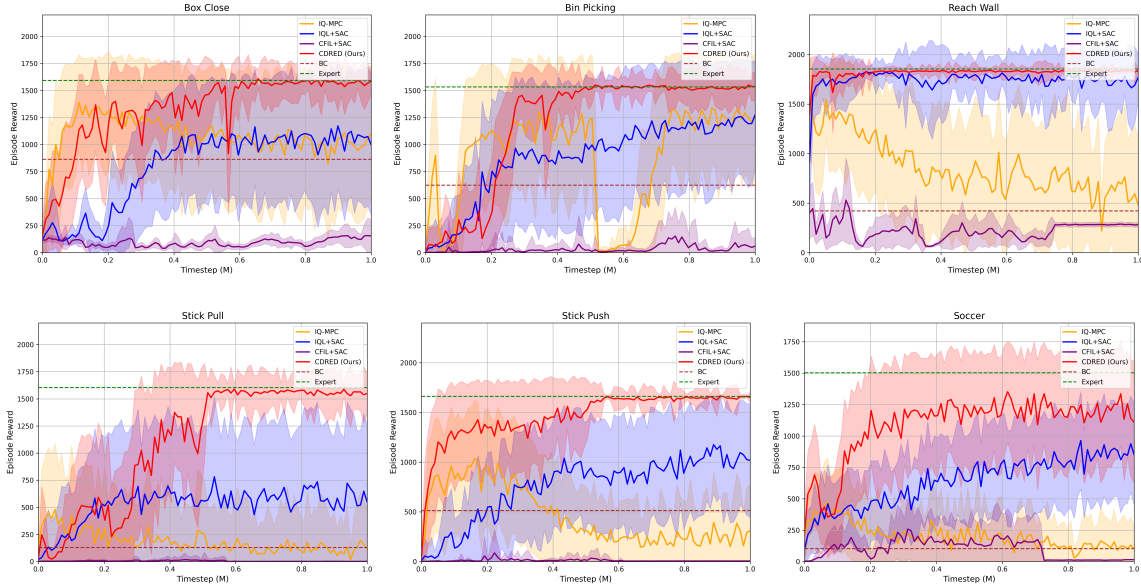 Box Close
Episode Reward
2000
1750
1500
1250
1000
750
500
250
0
0.0 0.2 0.4 0.6 0.8 1.0
Timestep (M)
IQ-MPC
IQL+SAC
CFIL+SAC
CDRED (Ours)
BC
Expert
Bin Picking
Episode Reward
2000
1750
1500
1250
1000
750
500
250
0
0.0 0.2 0.4 0.6 0.8 1.0
Timestep (M)
IQ-MPC
IQL+SAC
CFIL+SAC
CDRED (Ours)
BC
Expert
Reach Wall
Episode Reward
2000
1750
1500
1250
1000
750
500
250
0
0.0 0.2 0.4 0.6 0.8 1.0
Timestep (M)
IQ-MPC
IQL+SAC
CFIL+SAC
CDRED (Ours)
BC
Expert
Stick Pull
Episode Reward
2000
1750
1500
1250
1000
750
500
250
0
0.0 0.2 0.4 0.6 0.8 1.0
Timestep (M)
IQ-MPC
IQL+SAC
CFIL+SAC
CDRED (Ours)
BC
Expert
Stick Push
Episode Reward
2000
1500
1000
500
0
0.0 0.2 0.4 0.6 0.8 1.0
Timestep (M)
IQ-MPC
IQL+SAC
CFIL+SAC
CDRED (Ours)
BC
Expert
Soccer
Episode Reward
1750
1500
1250
1000
750
500
250
0
0.0 0.2 0.4 0.6 0.8 1.0
Timestep (M)
IQ-MPC
IQL+SAC
CFIL+SAC
CDRED (Ours)
BC
Expert